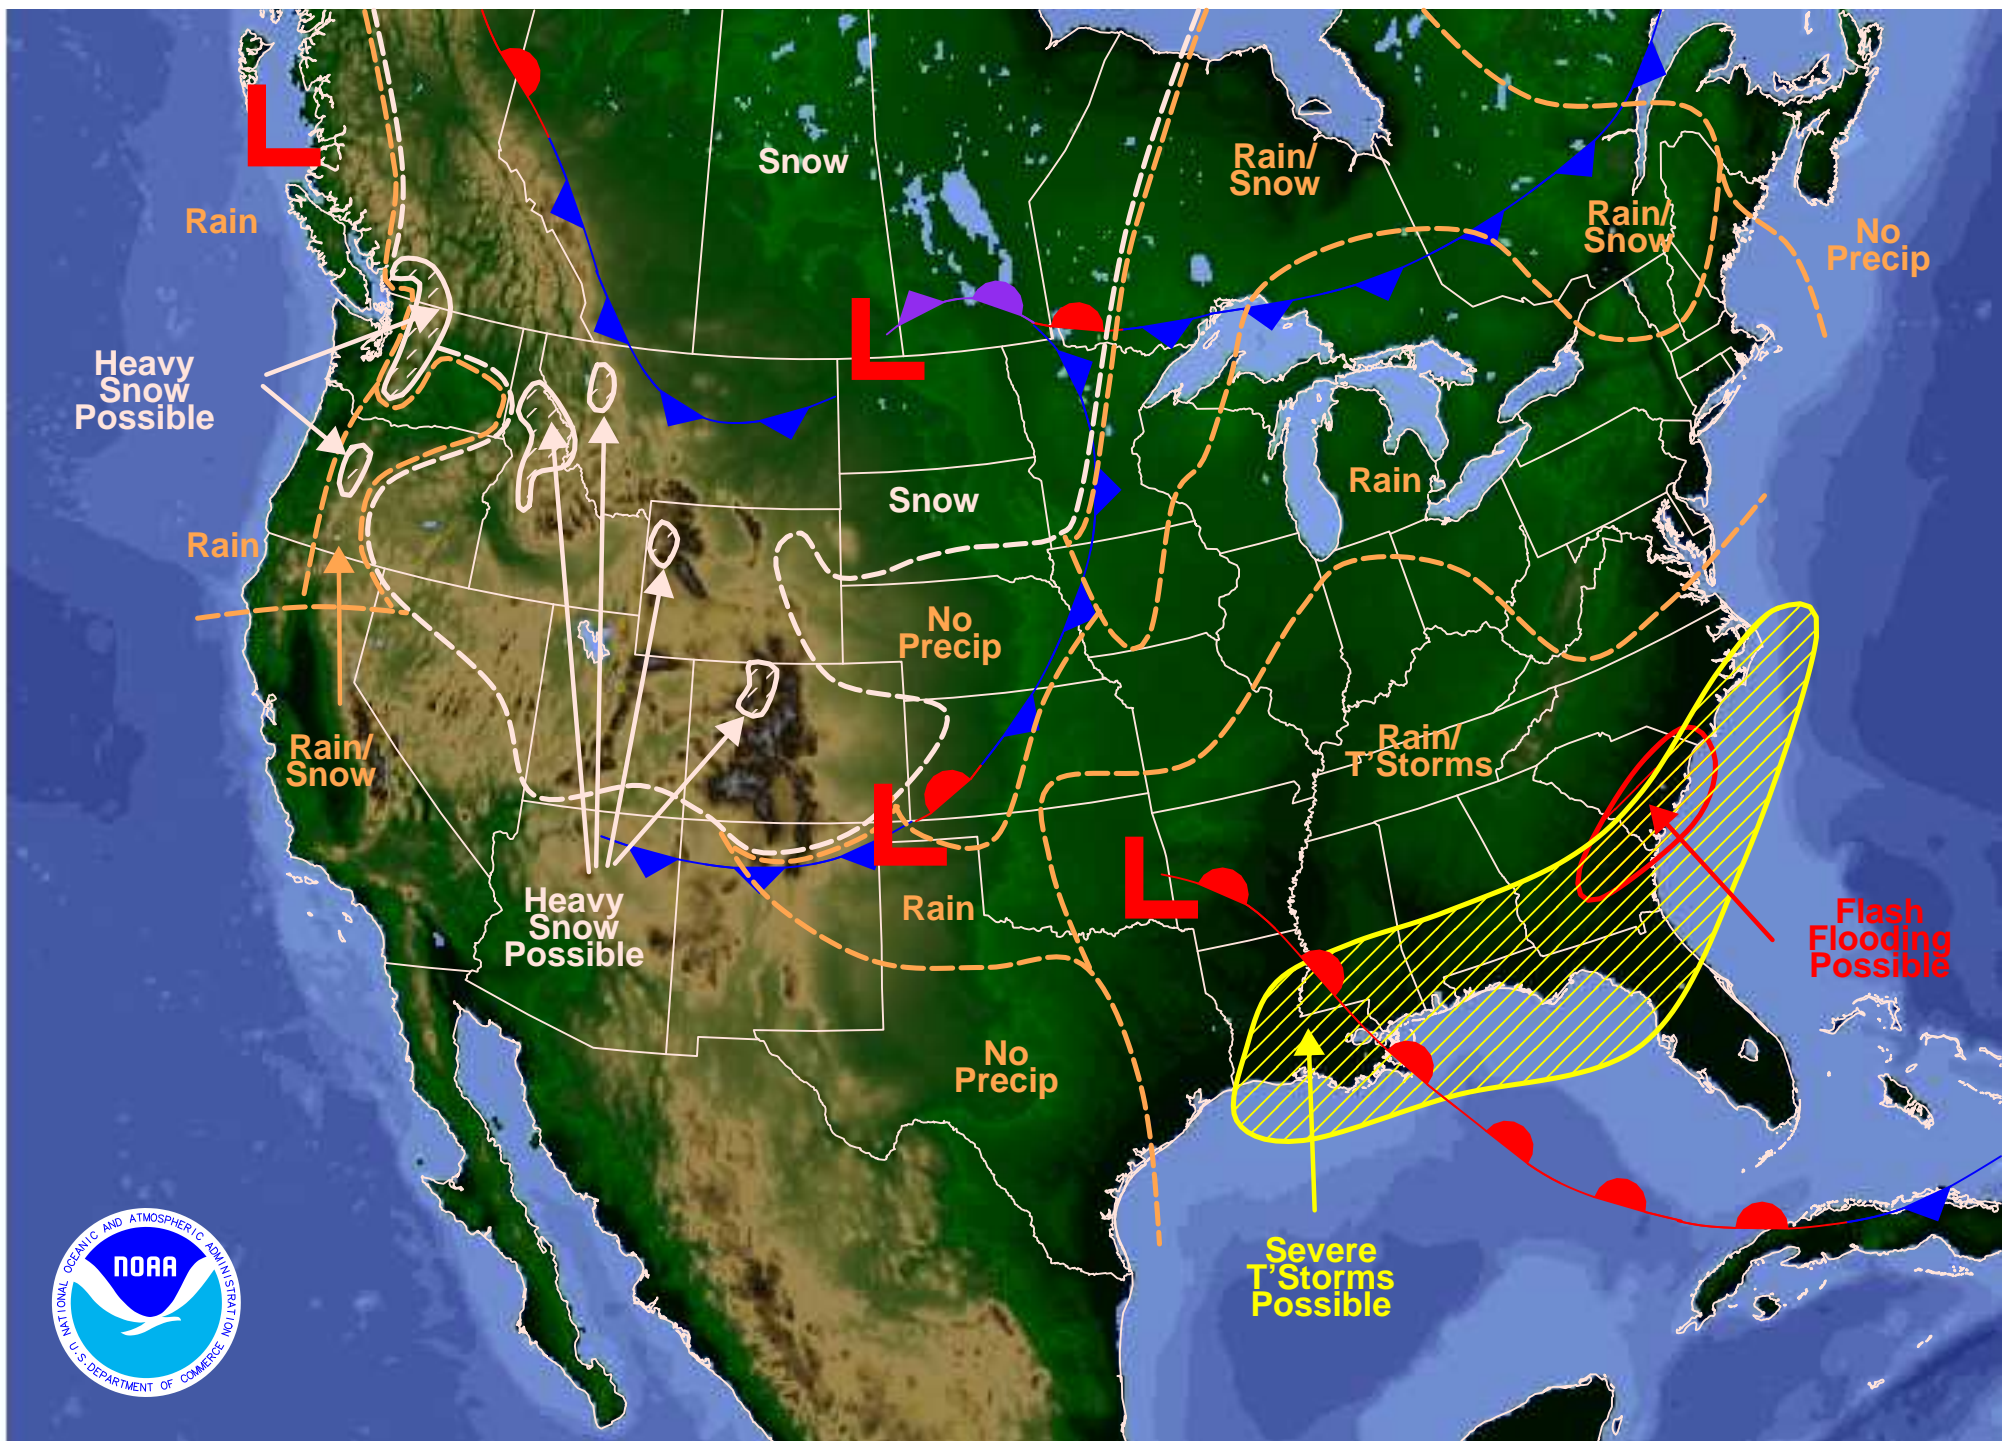 L
Snow
Rain/
Snow
Rain
Rain/
Snow
No
Precip
L
Heavy
Snow
Possible
Snow
Rain
Rain
No
Precip
Rain/
Snow
Rain/
T'Storms
L
L
Heavy
Snow
Possible
Rain
Flash
Flooding
Possible
No
Precip
Severe
T'Storms
Possible
NATIONAL OCEANIC AND ATMOSPHERIC ADMINISTRATION
NOAA
U.S. DEPARTMENT OF COMMERCE